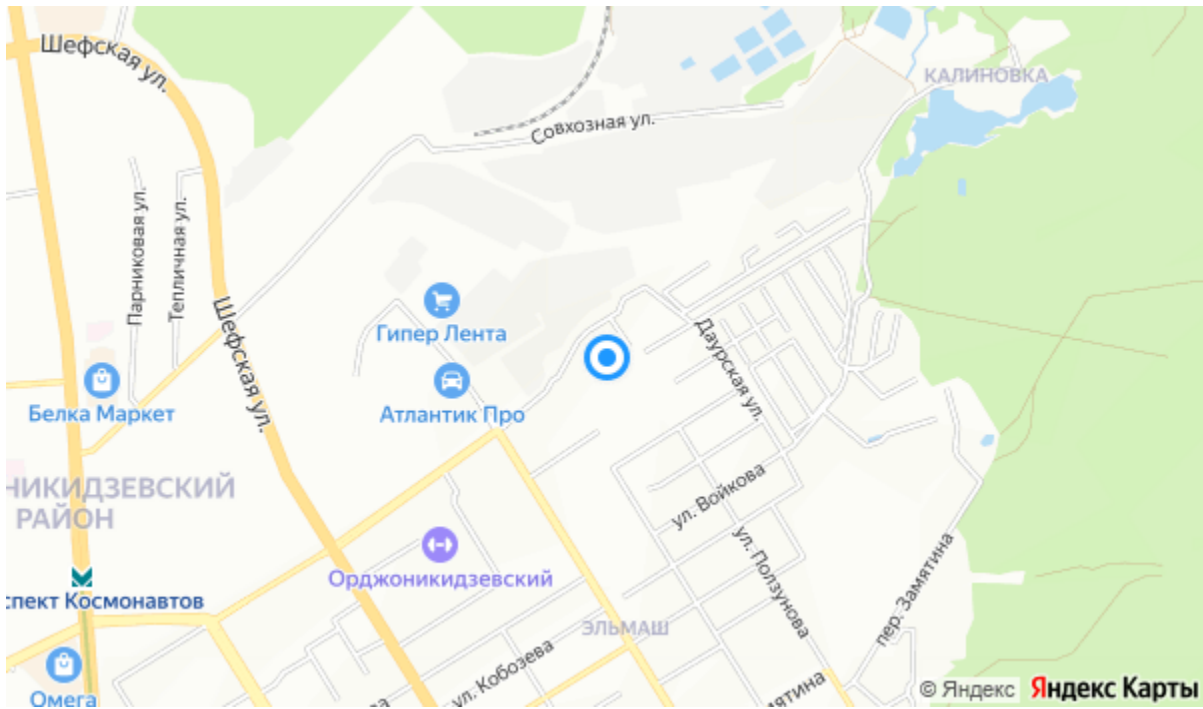 Шефская ул.
КАЛИНОВКА
Совхозная ул.
Парниковая ул.
Тепличная ул.
Гипер Лента
Шефская ул.
Даурская ул.
Белка Маркет
Атлантик Про
НИКИДЗЕВСКИЙ
РАЙОН
ул. Войкова
Орджоникидзевский
ул. Ползунова
пер. Замятина
спект Космонавтов
ЭЛЬМАШ
ул. Кобозева
Омега
мятина
© Яндекс Яндекс Карты